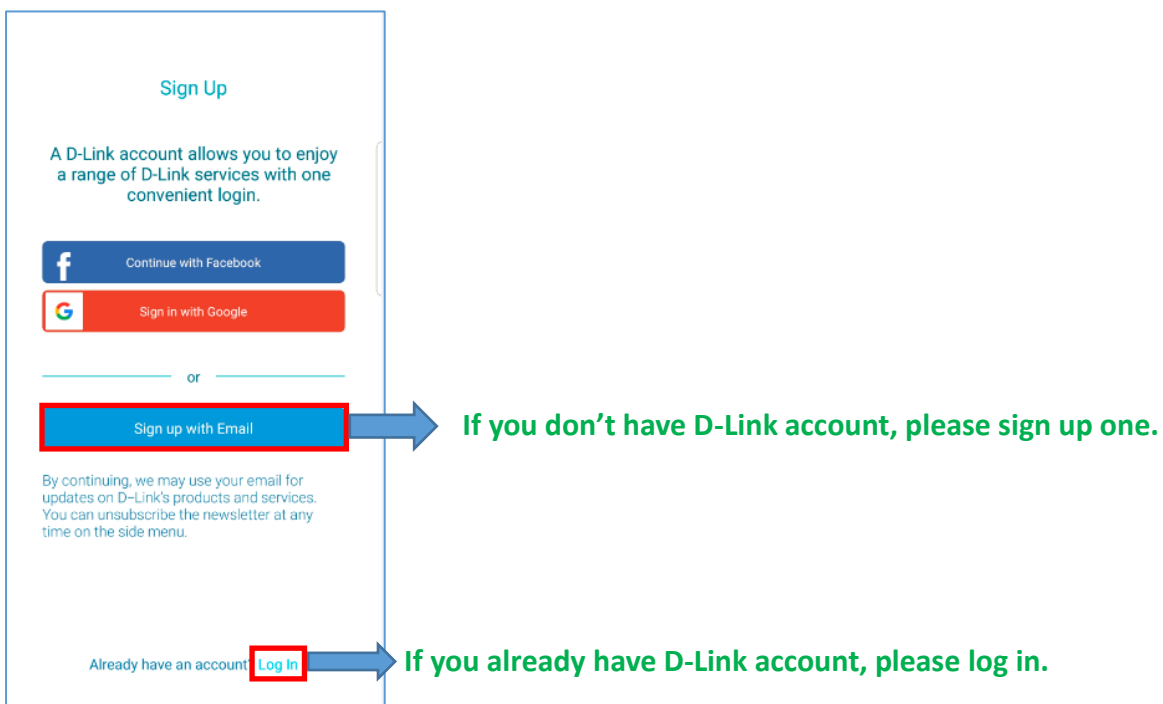 Sign Up
A D-Link account allows you to enjoy
a range of D-Link services with one
convenient login.
Continue with Facebook
Sign in with Google
or
Sign up with Email
If you don’t have D-Link account, please sign up one.
By continuing, we may use your email for
updates on D–Link's products and services.
You can unsubscribe the newsletter at any
time on the side menu.
Already have an account? Log In
If you already have D-Link account, please log in.